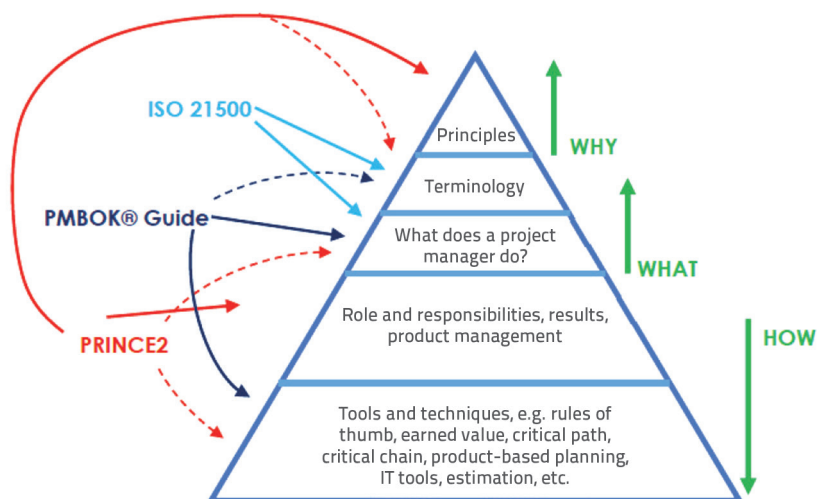 ISO 21500
PMBOK® Guide
PRINCE2
Principles
Terminology
What does a project
manager do?
Role and responsibilities, results,
product management
Tools and techniques, e.g. rules of
thumb, earned value, critical path,
critical chain, product-based planning,
IT tools, estimation, etc.
WHY
WHAT
HOW